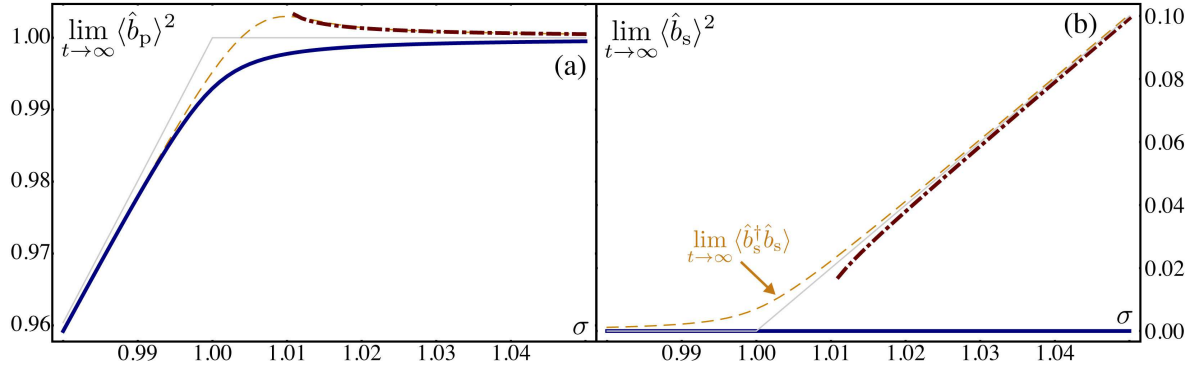 lim t→∞ ⟨b̂ₚ⟩²
(a)
1.00
0.99
0.98
0.97
0.96
σ
0.99 1.00 1.01 1.02 1.03 1.04
lim t→∞ ⟨b̂ₛ⟩²
(b)
lim t→∞ ⟨b̂ₛ†b̂ₛ⟩
0.10
0.08
0.06
0.04
0.02
0.00
σ
0.99 1.00 1.01 1.02 1.03 1.04